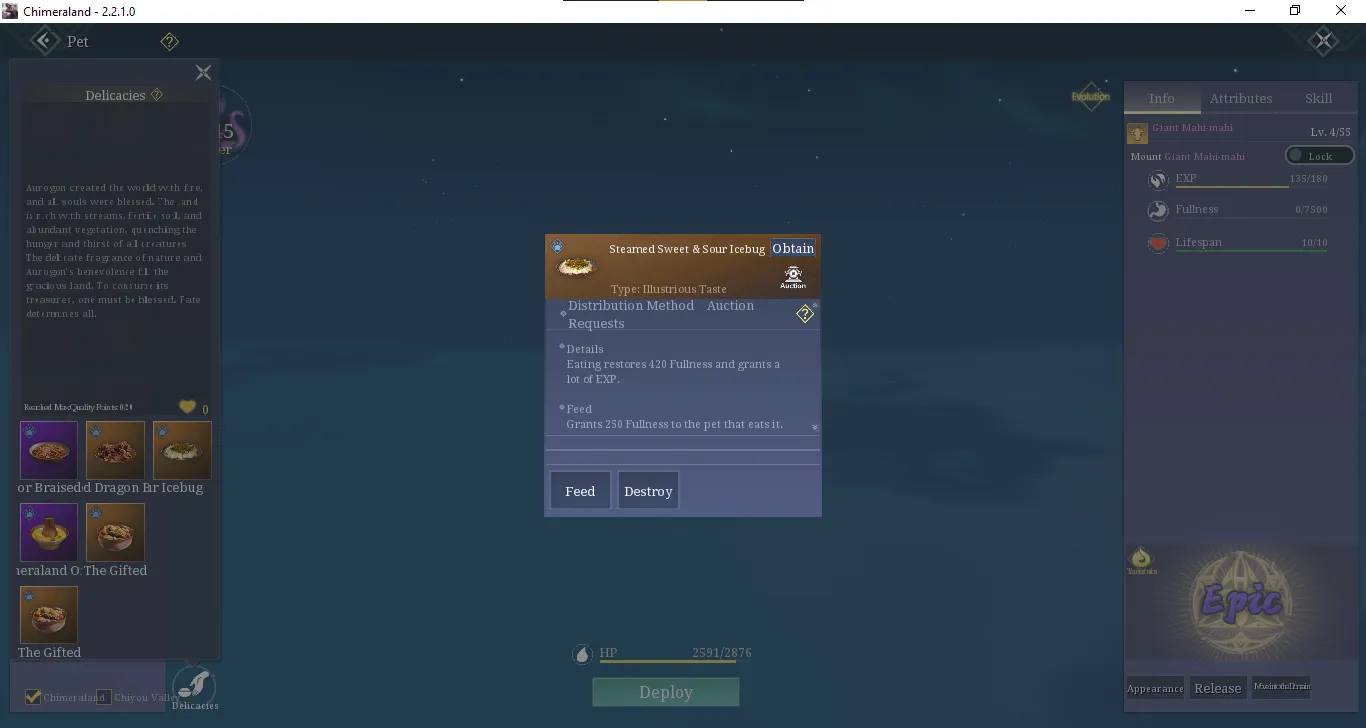 Chimeraland - 2.2.1.0
Pet
Delicacies
Aurogon created the world with fire,
and all souls were blessed. The land
is rich with streams, fertile soil, and
abundant vegetation, quenching the
hunger and thirst of all creatures
The delicate fragrance of nature and
Aurogon's benevolence fill the
gracious land. To consume its
treasures, one must be blessed. Fate
determines all.
Reached Max Quality Points: 0/20
0
or Braised
d Dragon B
ur Icebug
neraland O
The Gifted
The Gifted
Chimeraland
Chiyou Valley
Delicacies
45
er
Steamed Sweet & Sour Icebug
Obtain
Type: Illustrious Taste
Auction
Distribution Method Auction
Requests
Details
Eating restores 420 Fullness and grants a
lot of EXP.
Feed
Grants 250 Fullness to the pet that eats it.
Feed
Destroy
HP 2591/2876
Deploy
Evolution
Info Attributes Skill
Giant Mahi-mahi
Lv. 4/55
Mount Giant Mahi-mahi
Lock
EXP 135/180
Fullness 0/7500
Lifespan 10/10
Epic
Appearance
Release
Move into the Domain